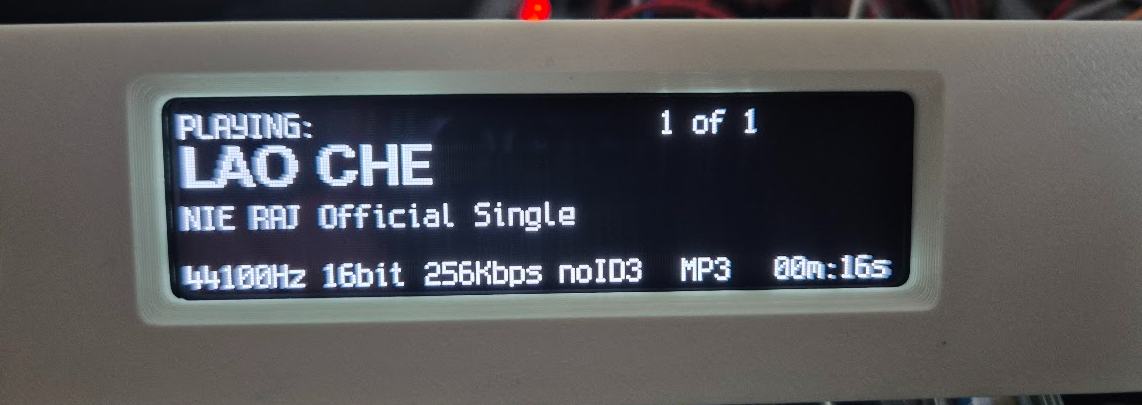 PLAYING: 1 of 1
LAO CHE
NIE RAJ Official Single
44100Hz 16bit 256Kbps noID3 MP3 00m:16s